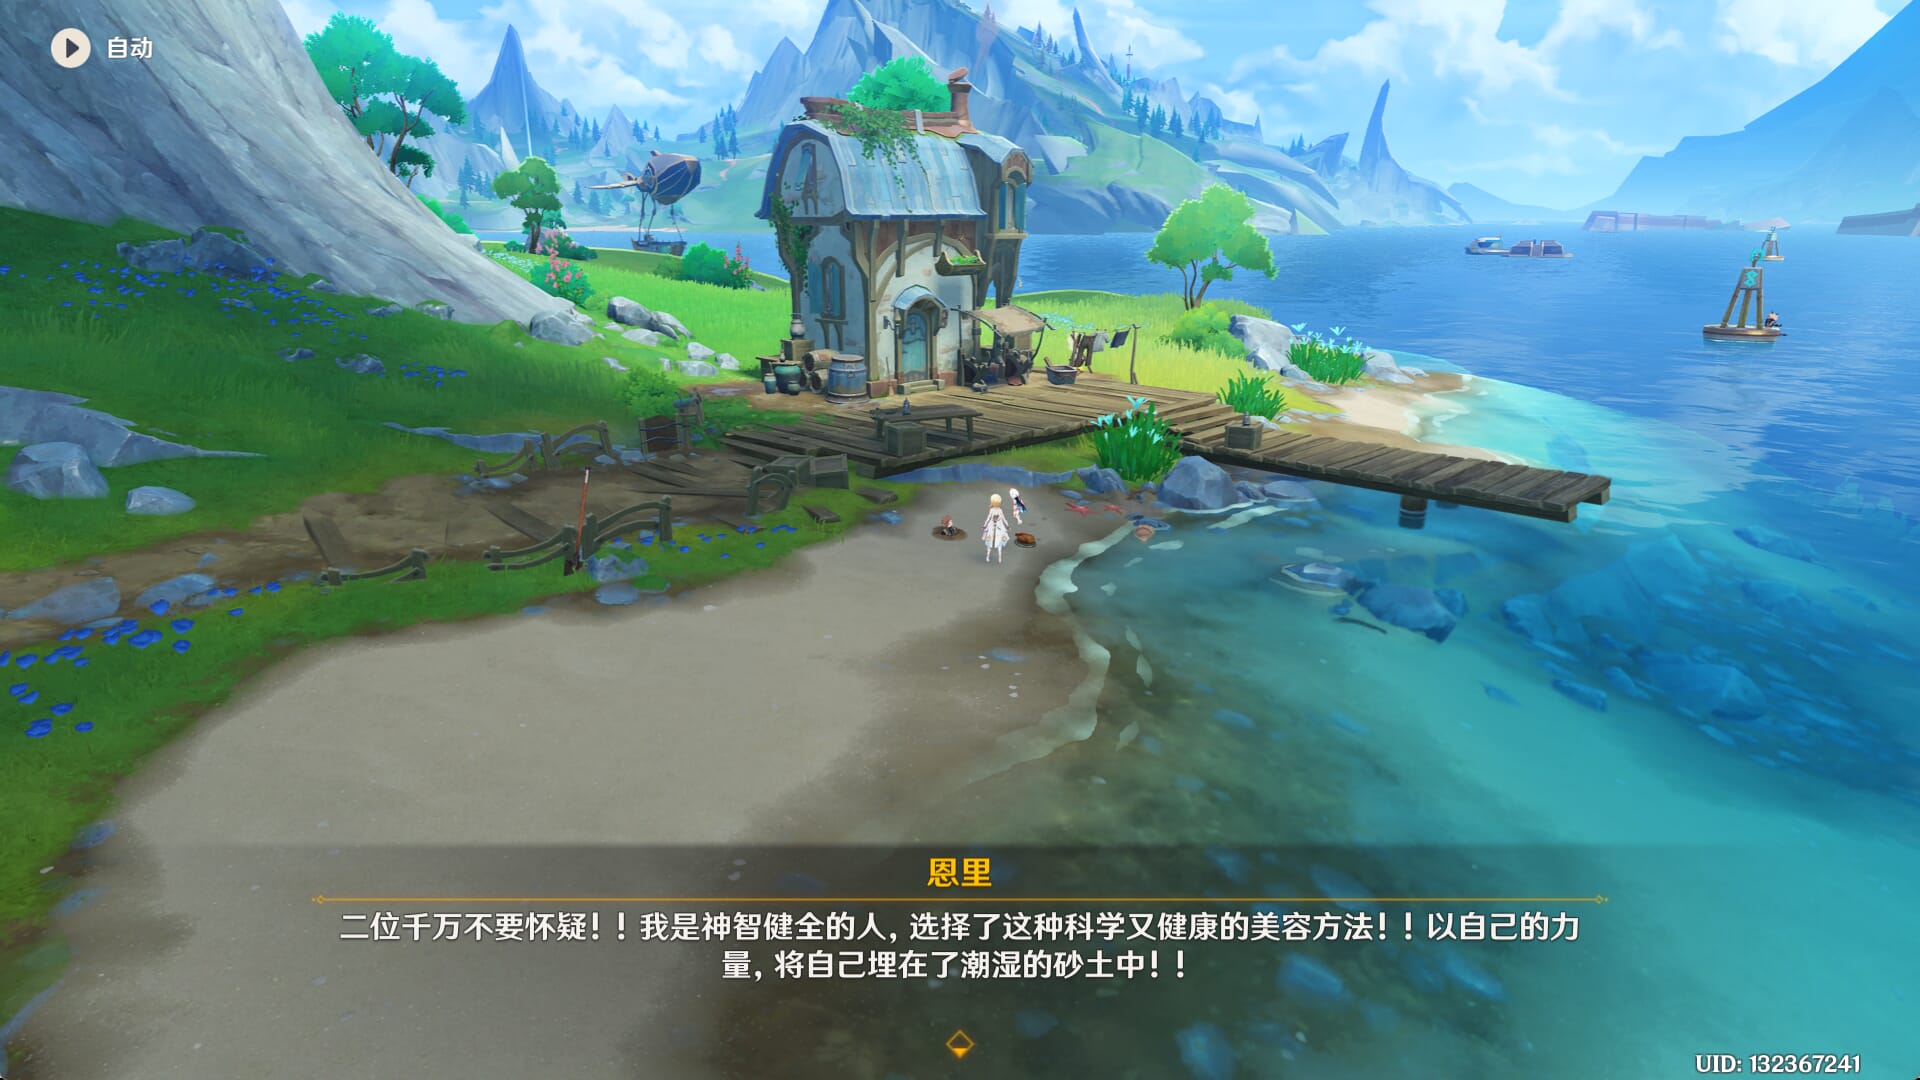 自动
恩里
二位千万不要怀疑！！我是神智健全的人，选择了这种科学又健康的美容方法！！以自己的力
量，将自己埋在了潮湿的砂土中！！
UID: 132367241